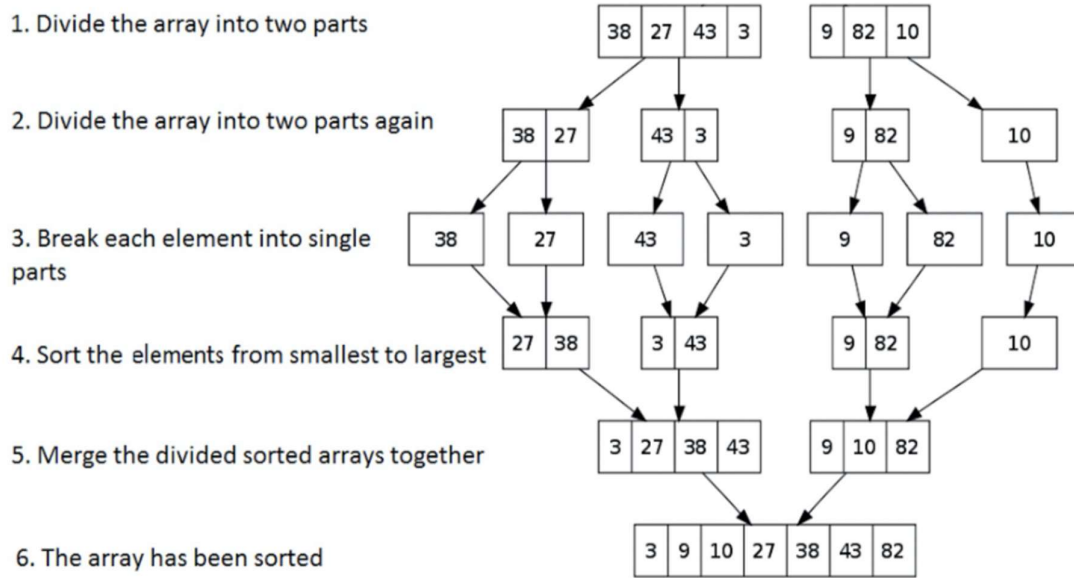 1. Divide the array into two parts
38 27 43 3 9 82 10
2. Divide the array into two parts again
38 27 43 3 9 82 10
3. Break each element into single
parts
38 27 43 3 9 82 10
4. Sort the elements from smallest to largest
27 38 3 43 9 82 10
5. Merge the divided sorted arrays together
3 27 38 43 9 10 82
6. The array has been sorted
3 9 10 27 38 43 82